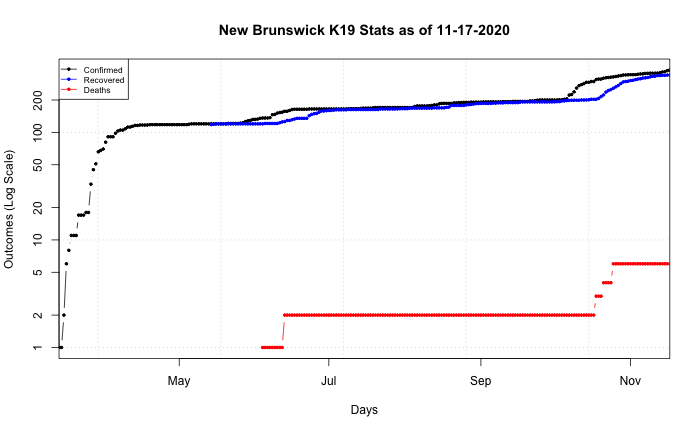 New Brunswick K19 Stats as of 11-17-2020
Confirmed
Recovered
Deaths
Outcomes (Log Scale)
200
100
50
20
10
5
2
1
May Jul Sep Nov
Days